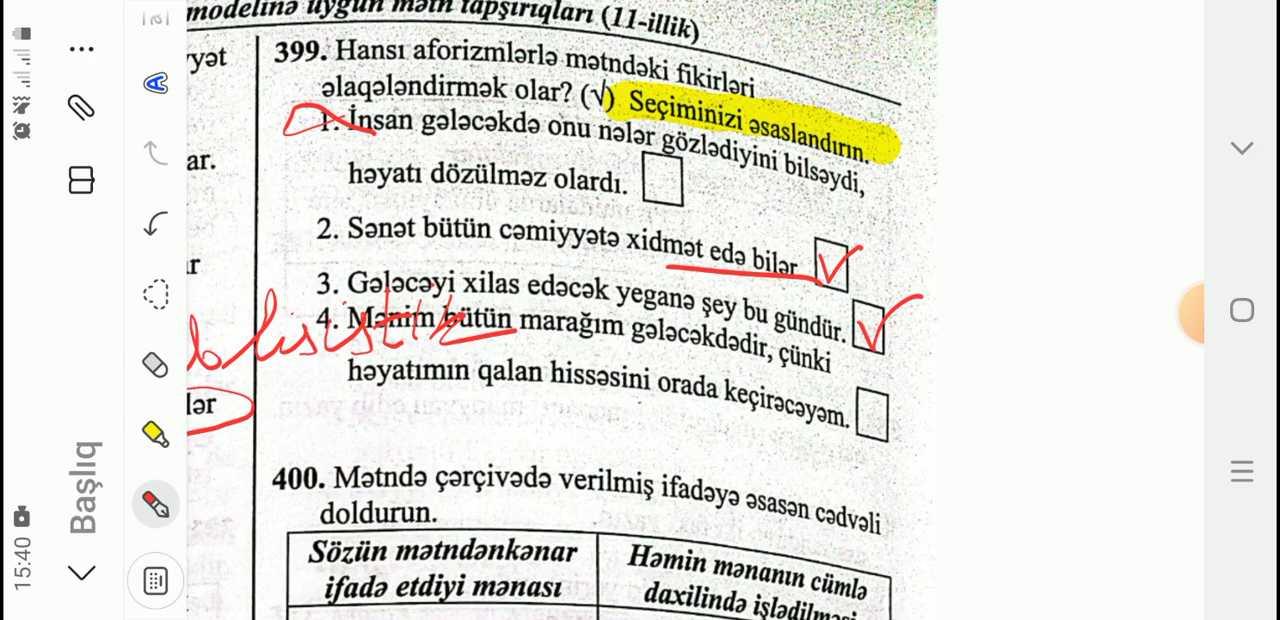 modelinə uyğun mətn tapşırıqları (11-illik)
yət
ar.
ır
lər
399. Hansı aforizmlərlə mətndəki fikirləri
əlaqələndirmək olar? (√) Seçiminizi əsaslandırın.
1. İnsan gələcəkdə onu nələr gözlədiyini bilsəydi,
həyatı dözülməz olardı.
2. Sənət bütün cəmiyyətə xidmət edə bilər
3. Gələcəyi xilas edəcək yeganə şey bu gündür.
4. Mənim bütün marağım gələcəkdədir, çünki
həyatımın qalan hissəsini orada keçirəcəyəm.
400. Mətndə çərçivədə verilmiş ifadəyə əsasən cədvəli
doldurun.
Sözün mətndənkənar
ifadə etdiyi mənası
Həmin mənanın cümlə
daxilində işlədilməsi
Başlıq
15:40